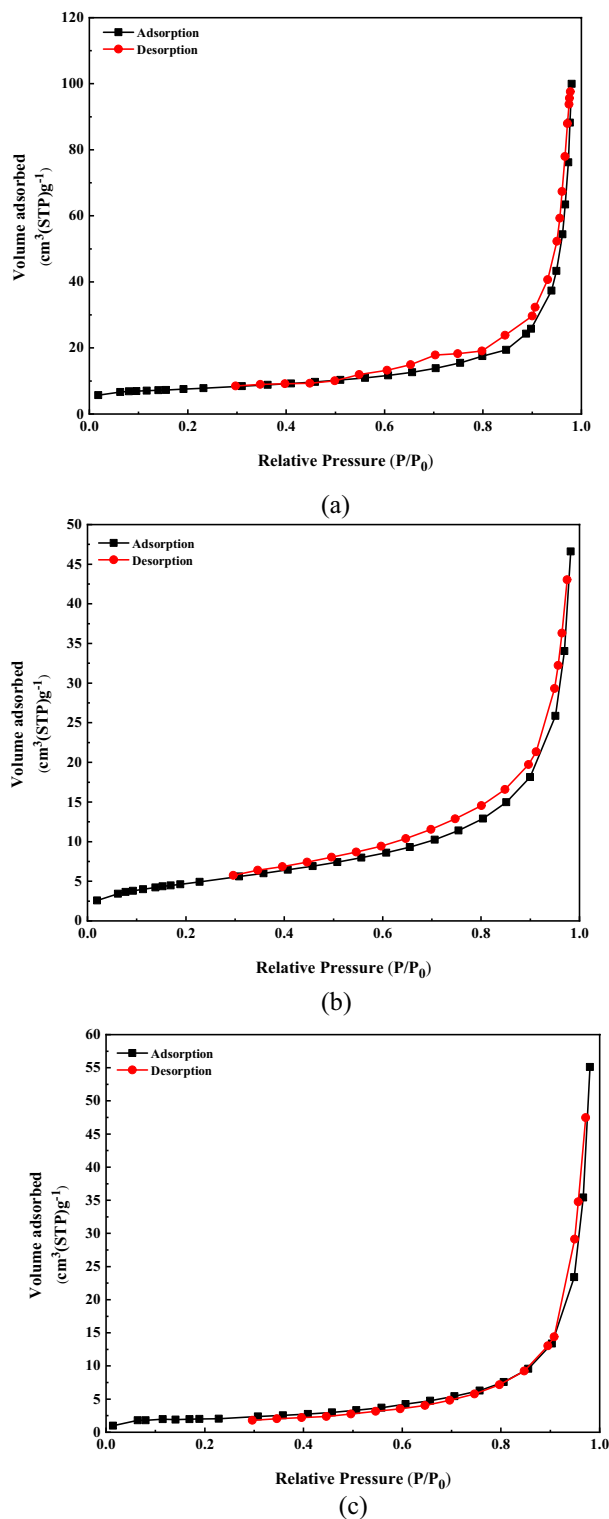 120
100
80
60
40
20
0
Adsorption
Desorption
Volume adsorbed
(cm³(STP)g⁻¹)
0.0 0.2 0.4 0.6 0.8 1.0
Relative Pressure (P/P₀)
(a)
50
45
40
35
30
25
20
15
10
5
0
Adsorption
Desorption
Volume adsorbed
(cm³(STP)g⁻¹)
0.0 0.2 0.4 0.6 0.8 1.0
Relative Pressure (P/P₀)
(b)
60
55
50
45
40
35
30
25
20
15
10
5
0
Adsorption
Desorption
Volume adsorbed
(cm³(STP)g⁻¹)
0.0 0.2 0.4 0.6 0.8 1.0
Relative Pressure (P/P₀)
(c)